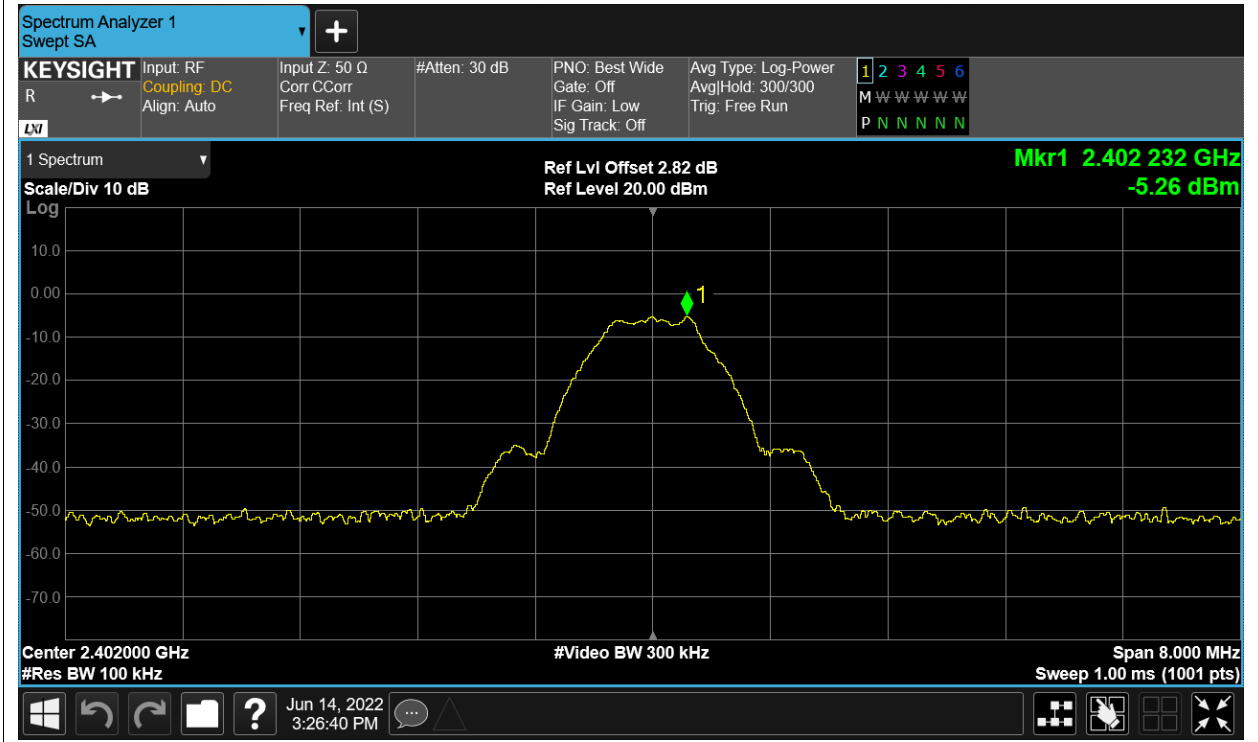 Spectrum Analyzer 1
Swept SA
KEYSIGHT
R
LXI
Input: RF
Coupling: DC
Align: Auto
Input Z: 50 Ω
Corr CCorr
Freq Ref: Int (S)
#Atten: 30 dB
PNO: Best Wide
Gate: Off
IF Gain: Low
Sig Track: Off
Avg Type: Log-Power
Avg|Hold: 300/300
Trig: Free Run
1 2 3 4 5 6
M W W W W W W
P N N N N N N
1 Spectrum
Scale/Div 10 dB
Log
Ref Lvl Offset 2.82 dB
Ref Level 20.00 dBm
Mkr1 2.402 232 GHz
-5.26 dBm
1
10.0
0.00
-10.0
-20.0
-30.0
-40.0
-50.0
-60.0
-70.0
Center 2.402000 GHz
#Res BW 100 kHz
#Video BW 300 kHz
Span 8.000 MHz
Sweep 1.00 ms (1001 pts)
?
Jun 14, 2022
3:26:40 PM